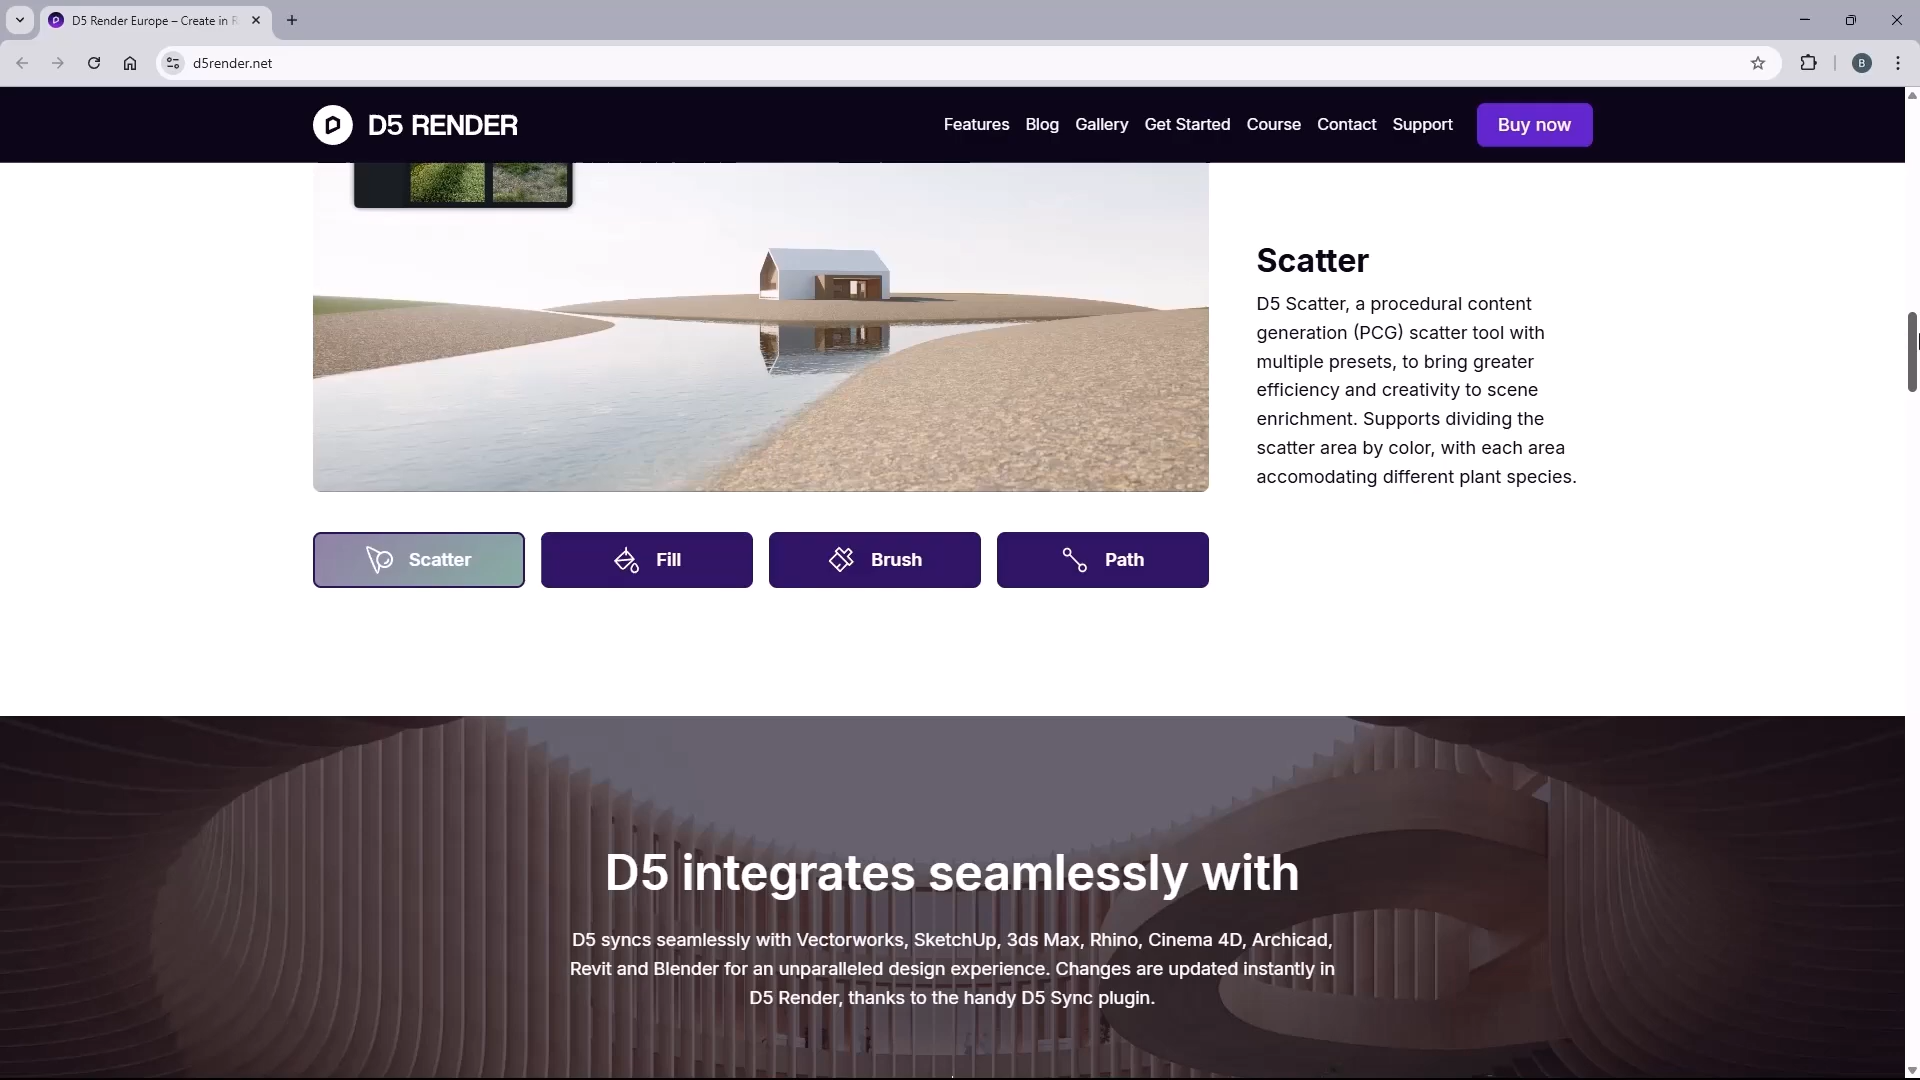 D5 Render Europe – Create in R
d5render.net
B
D5 RENDER
Features
Blog
Gallery
Get Started
Course
Contact
Support
Buy now
Scatter
D5 Scatter, a procedural content
generation (PCG) scatter tool with
multiple presets, to bring greater
efficiency and creativity to scene
enrichment. Supports dividing the
scatter area by color, with each area
accomodating different plant species.
Scatter
Fill
Brush
Path
D5 integrates seamlessly with
D5 syncs seamlessly with Vectorworks, SketchUp, 3ds Max, Rhino, Cinema 4D, Archicad,
Revit and Blender for an unparalleled design experience. Changes are updated instantly in
D5 Render, thanks to the handy D5 Sync plugin.